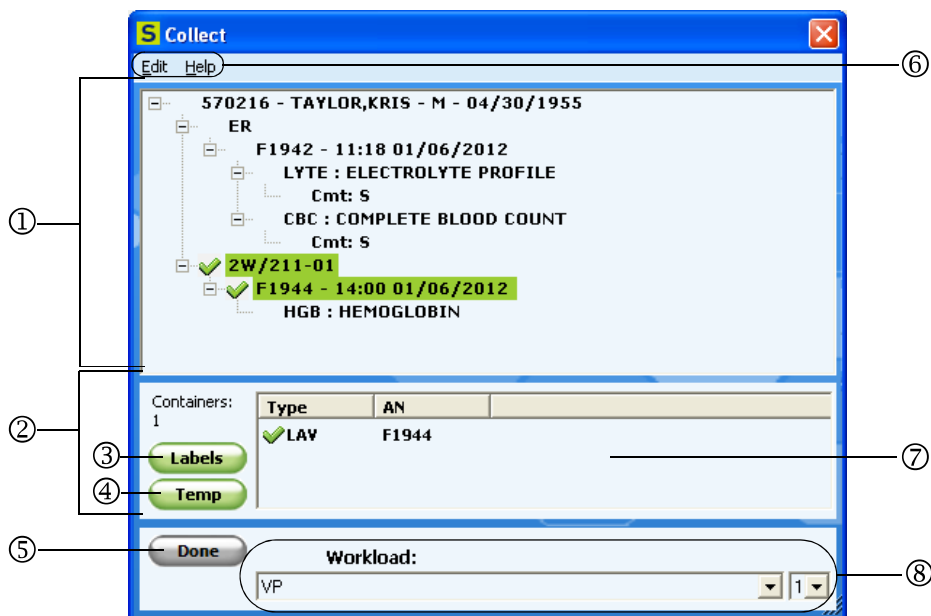 S Collect
Edit Help
⑥
570216 - TAYLOR,KRIS - M - 04/30/1955
ER
F1942 - 11:18 01/06/2012
LYTE : ELECTROLYTE PROFILE
Cmt: S
①
CBC : COMPLETE BLOOD COUNT
Cmt: S
2W/211-01
F1944 - 14:00 01/06/2012
HGB : HEMOGLOBIN
②
Containers:
1
Type AN
LAV F1944
③
Labels
⑦
④
Temp
⑤
Done
Workload:
VP 1
⑧